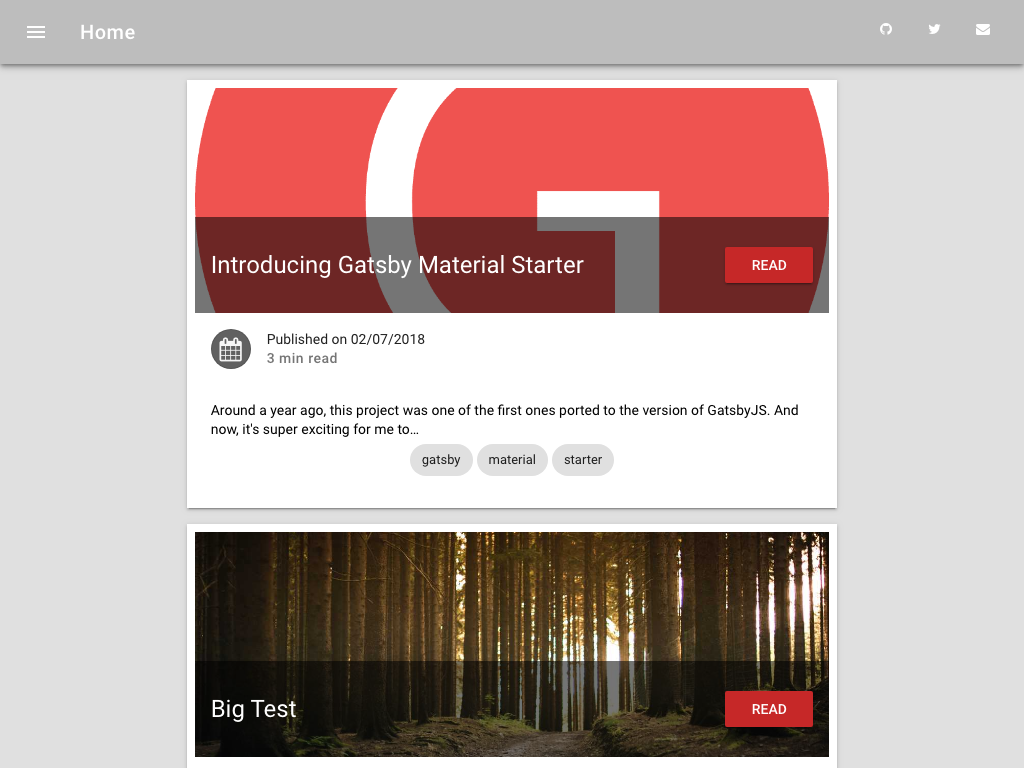 Home
Introducing Gatsby Material Starter
READ
Published on 02/07/2018
3 min read
Around a year ago, this project was one of the first ones ported to the version of GatsbyJS. And
now, it's super exciting for me to…
gatsby material starter
Big Test
READ